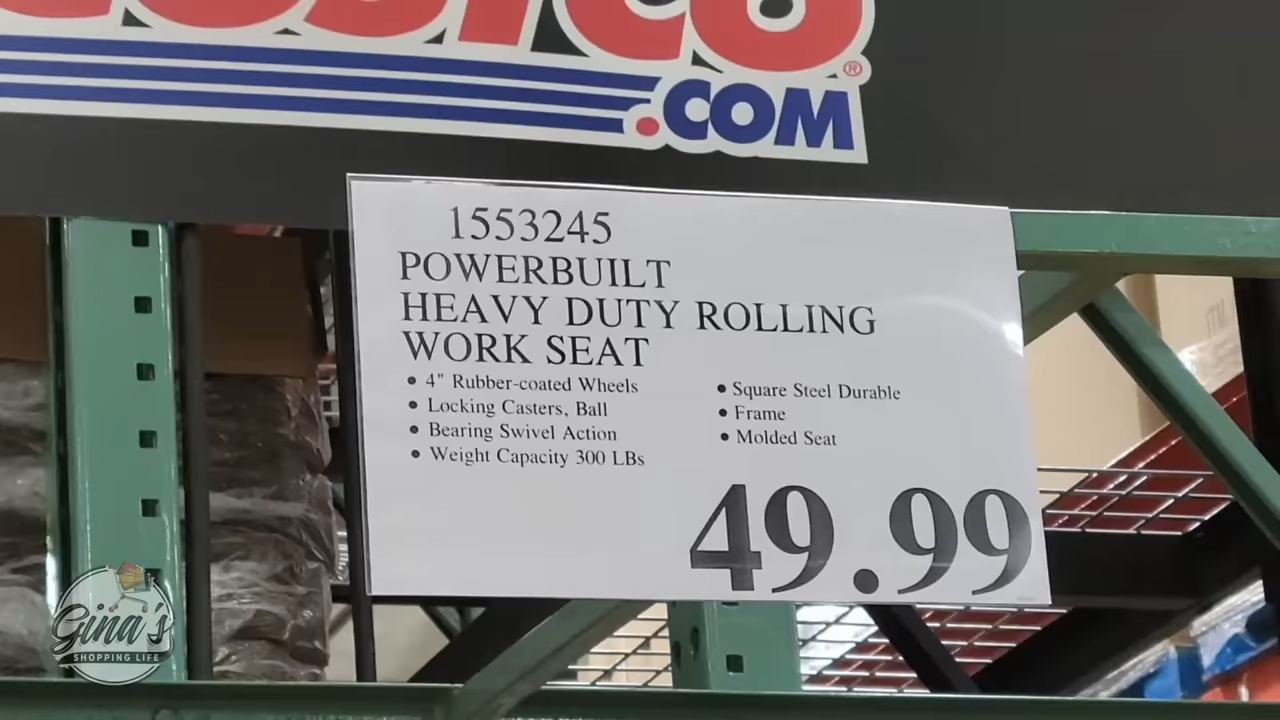 COSTCO®
.COM
1553245
POWERBUILT
HEAVY DUTY ROLLING
WORK SEAT
• 4" Rubber-coated Wheels
• Locking Casters, Ball
• Bearing Swivel Action
• Weight Capacity 300 LBs
• Square Steel Durable
• Frame
• Molded Seat
49.99
Gina's
SHOPPING LIFE